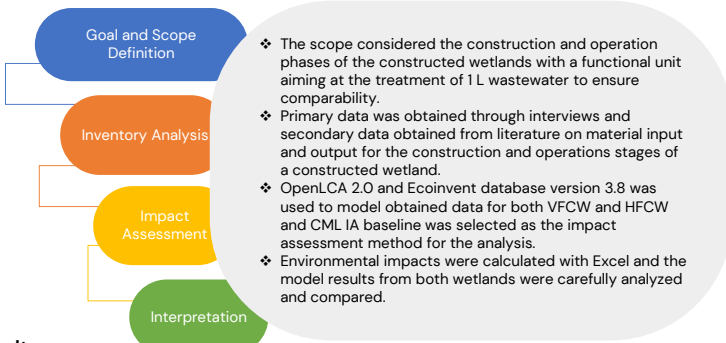 Goal and Scope
Definition
Inventory Analysis
Impact
Assessment
Interpretation
❖ The scope considered the construction and operation
phases of the constructed wetlands with a functional unit
aiming at the treatment of 1 L wastewater to ensure
comparability.
❖ Primary data was obtained through interviews and
secondary data obtained from literature on material input
and output for the construction and operations stages of
a constructed wetland.
❖ OpenLCA 2.0 and Ecoinvent database version 3.8 was
used to model obtained data for both VFCW and HFCW
and CML IA baseline was selected as the impact
assessment method for the analysis.
❖ Environmental impacts were calculated with Excel and the
model results from both wetlands were carefully analyzed
and compared.